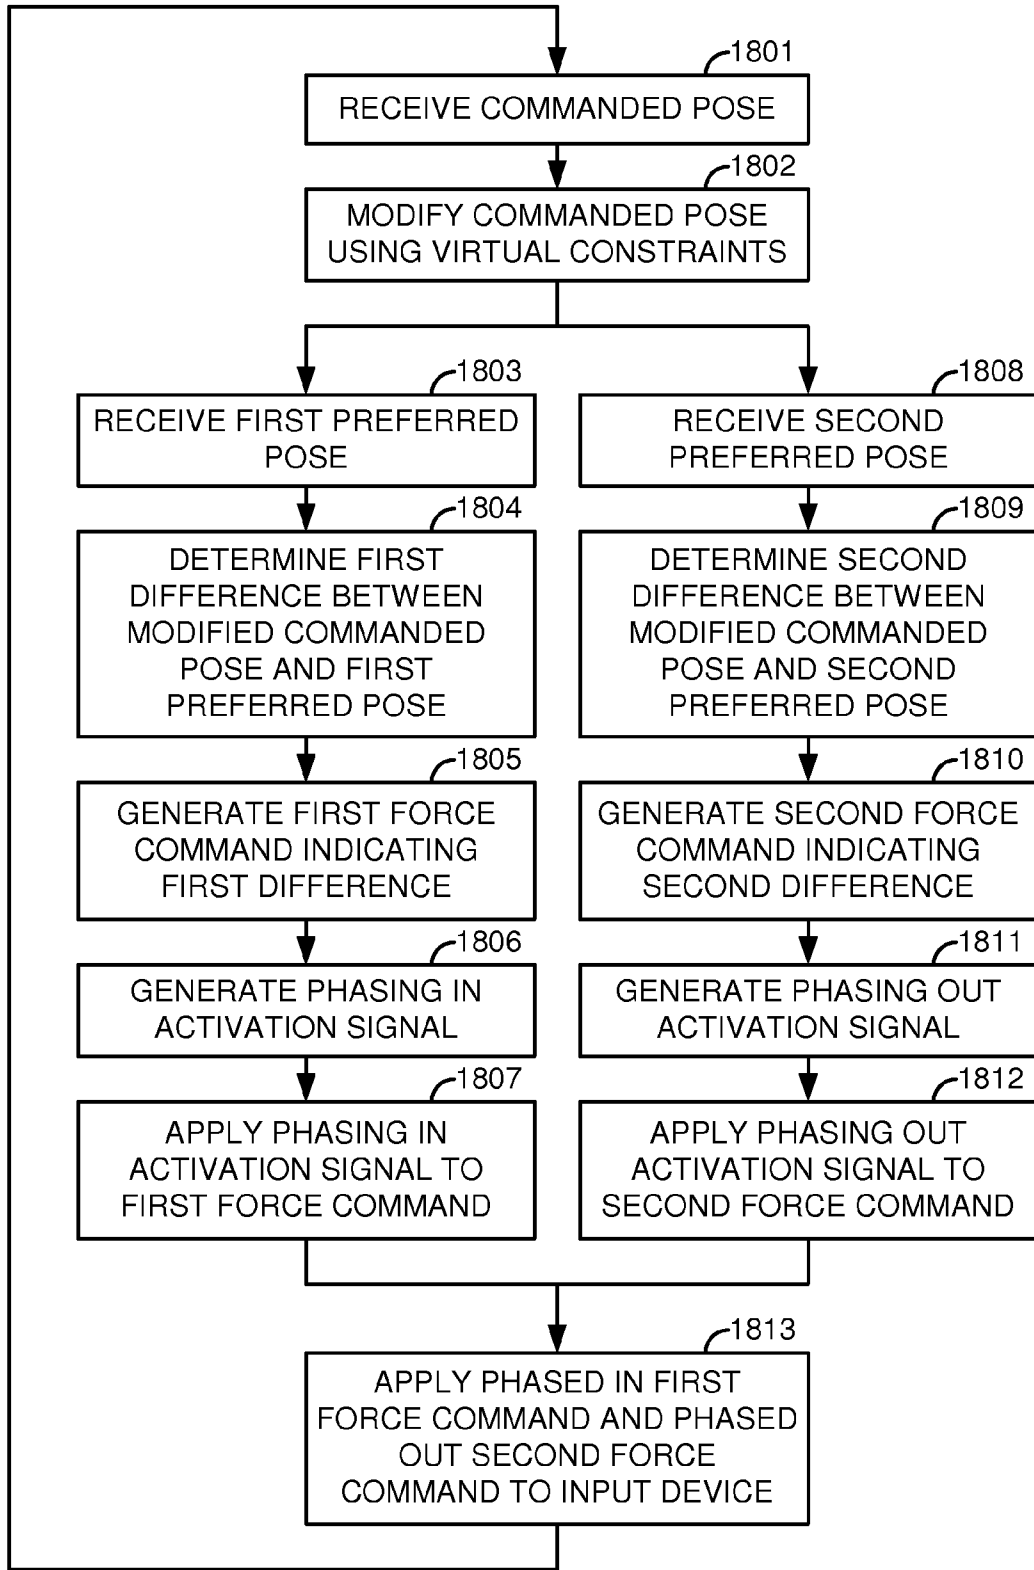 1801
RECEIVE COMMANDED POSE
1802
MODIFY COMMANDED POSE
USING VIRTUAL CONSTRAINTS
1803
RECEIVE FIRST PREFERRED
POSE
1804
DETERMINE FIRST
DIFFERENCE BETWEEN
MODIFIED COMMANDED
POSE AND FIRST
PREFERRED POSE
1805
GENERATE FIRST FORCE
COMMAND INDICATING
FIRST DIFFERENCE
1806
GENERATE PHASING IN
ACTIVATION SIGNAL
1807
APPLY PHASING IN
ACTIVATION SIGNAL TO
FIRST FORCE COMMAND
1808
RECEIVE SECOND
PREFERRED POSE
1809
DETERMINE SECOND
DIFFERENCE BETWEEN
MODIFIED COMMANDED
POSE AND SECOND
PREFERRED POSE
1810
GENERATE SECOND FORCE
COMMAND INDICATING
SECOND DIFFERENCE
1811
GENERATE PHASING OUT
ACTIVATION SIGNAL
1812
APPLY PHASING OUT
ACTIVATION SIGNAL TO
SECOND FORCE COMMAND
1813
APPLY PHASED IN FIRST
FORCE COMMAND AND PHASED
OUT SECOND FORCE
COMMAND TO INPUT DEVICE